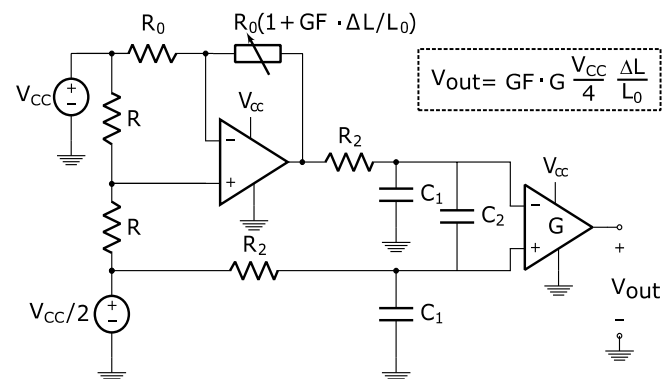 R₀
R₀(1+GF·ΔL/L₀)
V_CC
+
-
R
V_cc
-
+
R₂
C₁
C₂
V_cc
-
G
+
+
V_out
-
R
R₂
C₁
V_CC/2
+
-
V_out = GF·G V_CC/4 ΔL/L₀